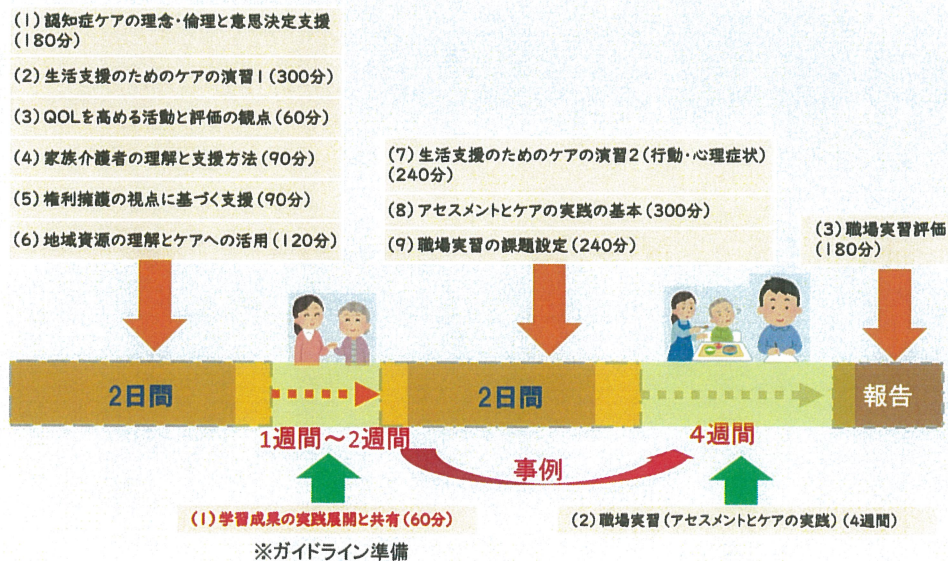 (1)認知症ケアの理念・倫理と意思決定支援
(180分)
(2)生活支援のためのケアの演習1(300分)
(3)QOLを高める活動と評価の観点(60分)
(4)家族介護者の理解と支援方法(90分)
(5)権利擁護の視点に基づく支援(90分)
(6)地域資源の理解とケアへの活用(120分)
(7)生活支援のためのケアの演習2(行動・心理症状)
(240分)
(8)アセスメントとケアの実践の基本(300分)
(9)職場実習の課題設定(240分)
(3)職場実習評価
(180分)
2日間
2日間
報告
1週間～2週間
4週間
事例
(1)学習成果の実践展開と共有(60分)
(2)職場実習(アセスメントとケアの実践)(4週間)
※ガイドライン準備